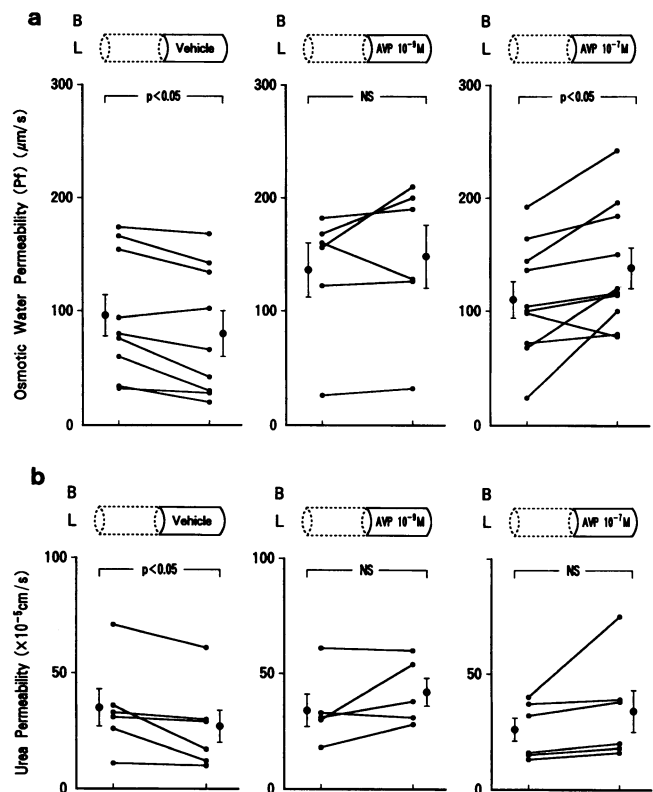 a
B
L Vehicle AVP 10⁻⁹M AVP 10⁻⁷M
B
L
B
L
Osmotic Water Permeability (Pf) (μm/s)
300
200
100
0
p<0.05
300
200
100
0
NS
300
200
100
0
p<0.05
b
B
L Vehicle AVP 10⁻⁹M AVP 10⁻⁷M
B
L
B
L
Urea Permeability (×10⁻⁵cm/s)
100
50
0
p<0.05
100
50
0
NS
50
0
NS